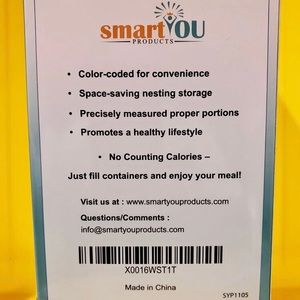 smartYOU
PRODUCTS
• Color-coded for convenience
• Space-saving nesting storage
• Precisely measured proper portions
• Promotes a healthy lifestyle
• No Counting Calories –
Just fill containers and enjoy your meal!
Visit us at : www.smartyouproducts.com
Questions/Comments :
info@smartyouproducts.com
X0016WST1T
Made in China
SYP1105